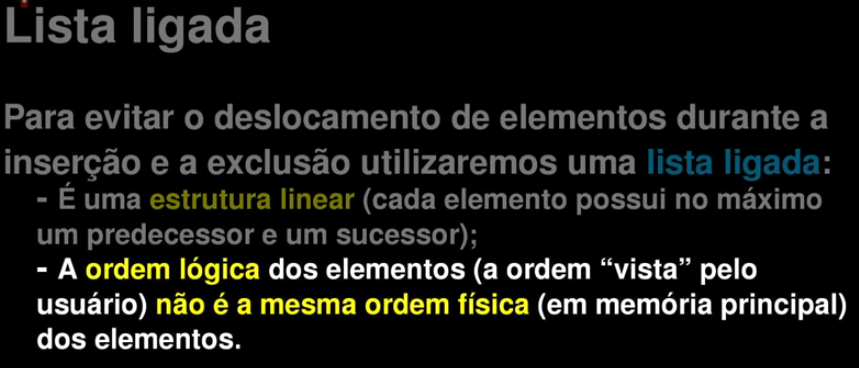 Lista ligada
Para evitar o deslocamento de elementos durante a
inserção e a exclusão utilizaremos uma lista ligada:
- É uma estrutura linear (cada elemento possui no máximo
um predecessor e um sucessor);
- A ordem lógica dos elementos (a ordem “vista” pelo
usuário) não é a mesma ordem física (em memória principal)
dos elementos.